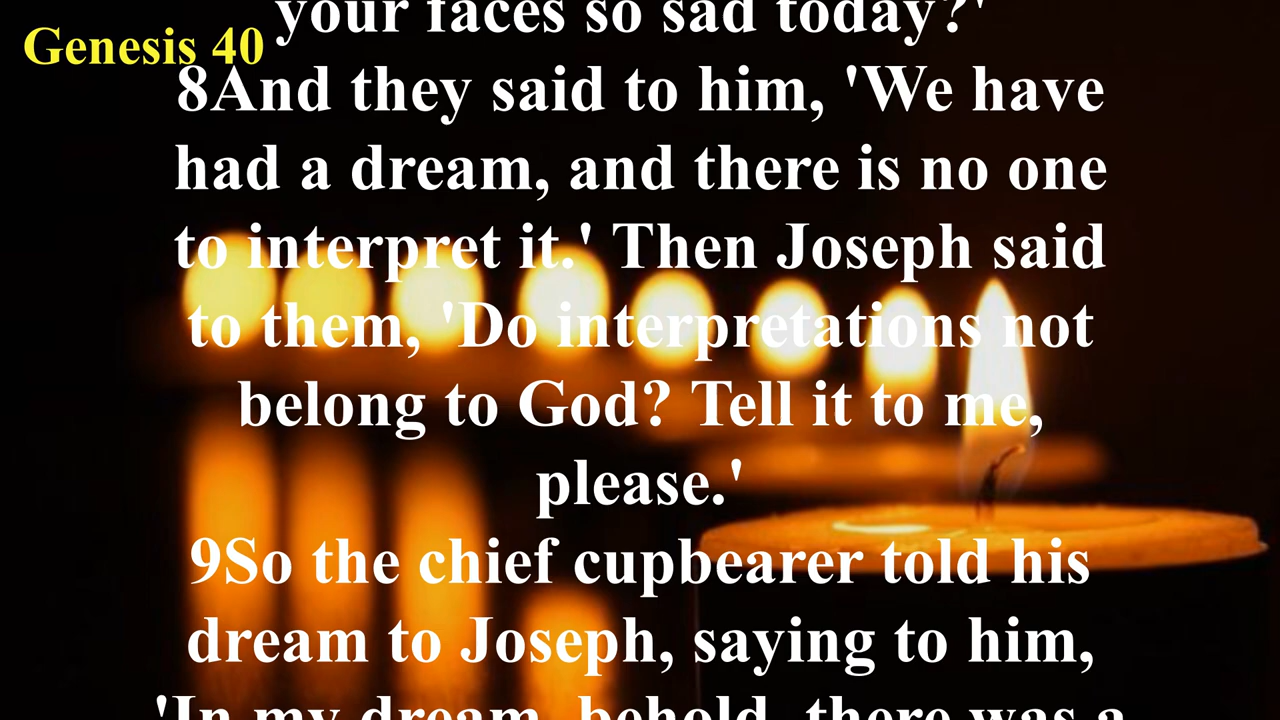 your faces so sad today?'
Genesis 40
8And they said to him, 'We have
had a dream, and there is no one
to interpret it.' Then Joseph said
to them, 'Do interpretations not
belong to God? Tell it to me,
please.'
9So the chief cupbearer told his
dream to Joseph, saying to him,
'In my dream, behold, there was a